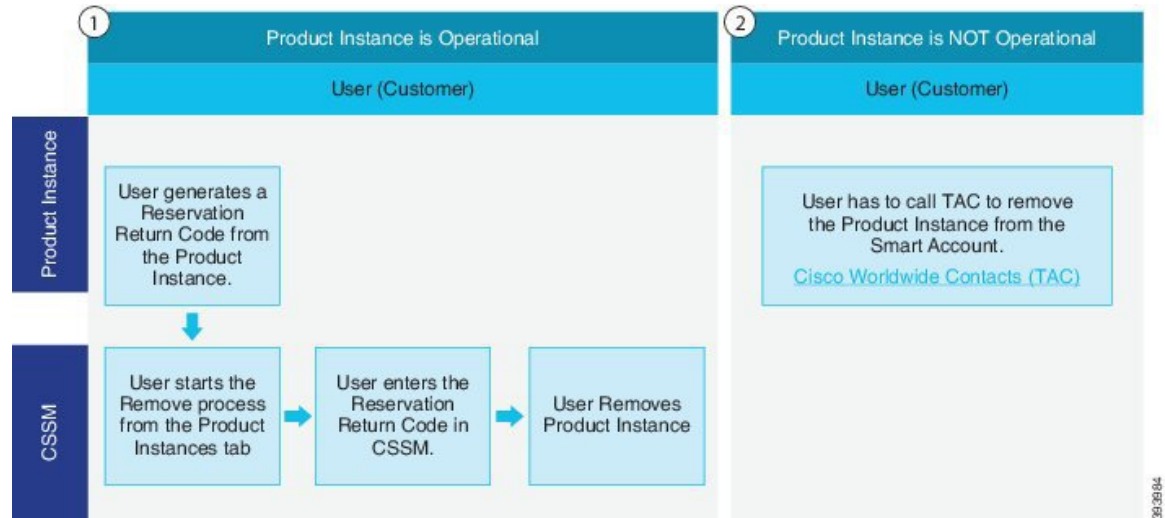 1
Product Instance is Operational
User (Customer)
2
Product Instance is NOT Operational
User (Customer)
Product Instance
User generates a
Reservation
Return Code from
the Product
Instance.
User has to call TAC to remove
the Product Instance from the
Smart Account.
Cisco Worldwide Contacts (TAC)
CSSM
User starts the
Remove process
from the Product
Instances tab
User enters the
Reservation
Return Code in
CSSM.
User Removes
Product Instance
393984